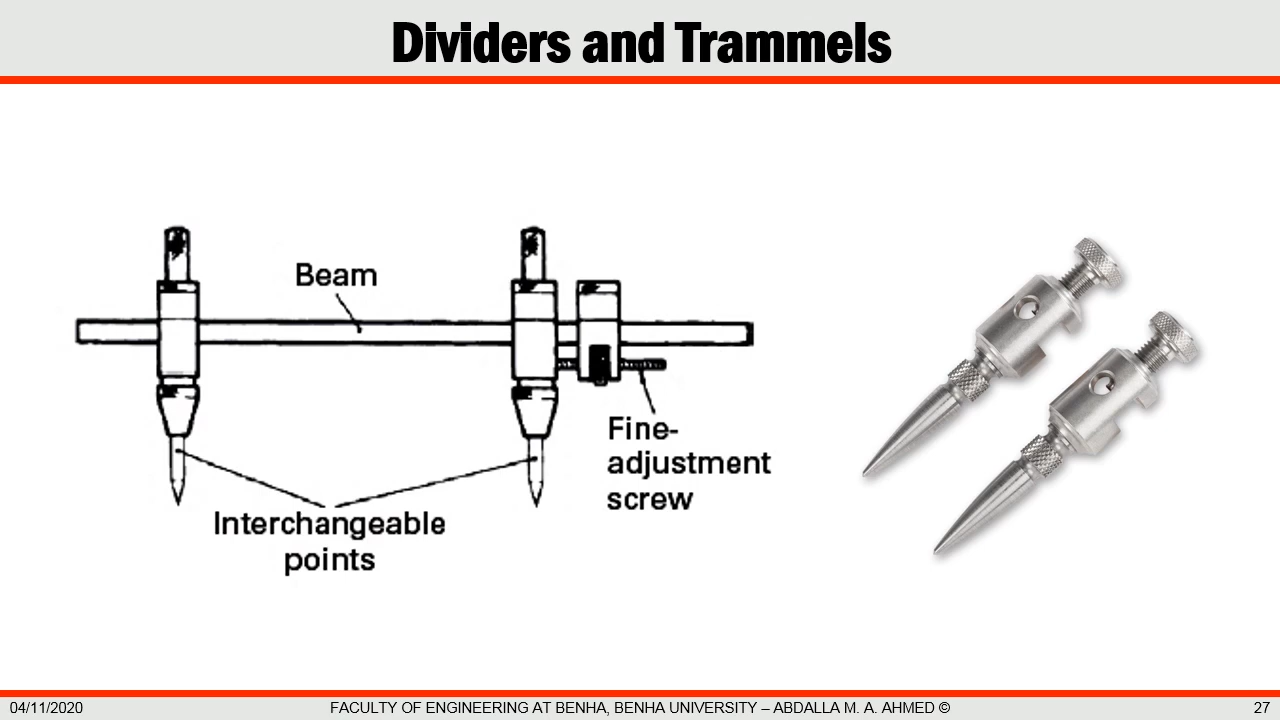 Dividers and Trammels
Beam
Fine-
adjustment
screw
Interchangeable
points
04/11/2020
FACULTY OF ENGINEERING AT BENHA, BENHA UNIVERSITY – ABDALLA M. A. AHMED ©
27